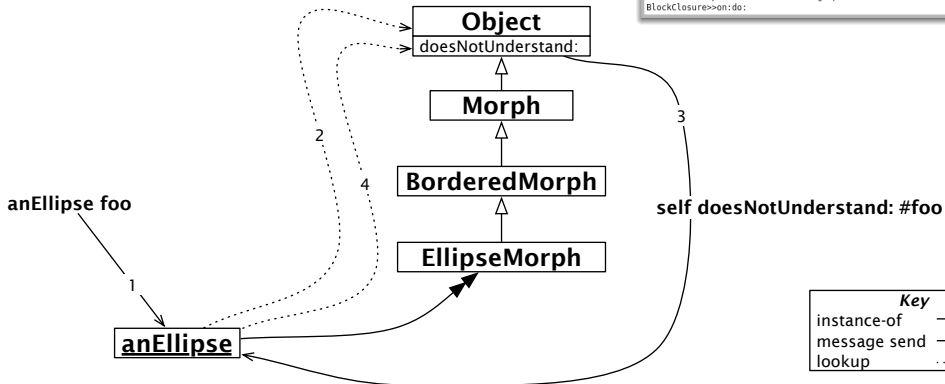 BlockClosure>>on:do:
Object
doesNotUnderstand:
Morph
3
2
BorderedMorph
4
anEllipse foo
self doesNotUnderstand: #foo
EllipseMorph
1
Key
instance-of
message send
lookup
anEllipse